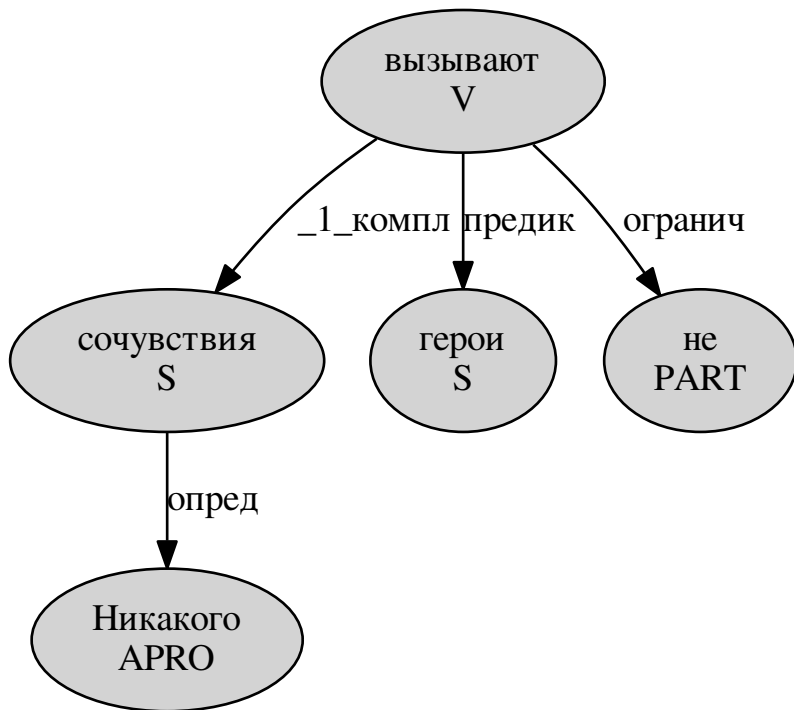 вызывают
V
_1_компл
предик
огранич
сочувствия
S
герои
S
не
PART
опред
Никакого
APRO